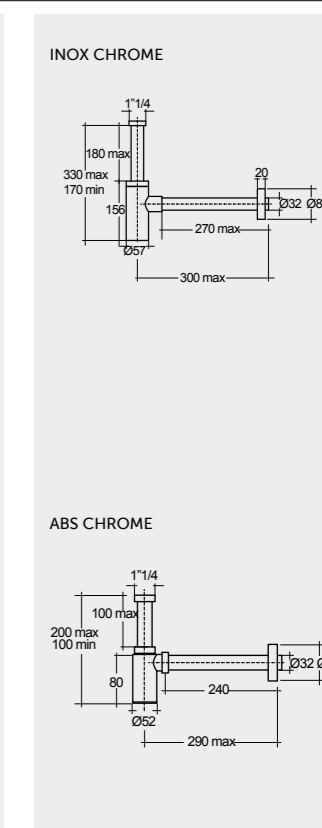 INOX CHROME
1"1/4
180 max
330 max
170 min
156
20
Ø32
270 max
Ø57
300 max
ABS CHROME
1"1/4
100 max
200 max
100 min
80
Ø32
240
Ø52
290 max